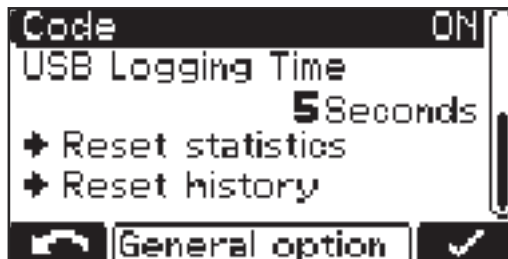 Code ON
USB Logging Time
5 Seconds
Reset statistics
Reset history
General option